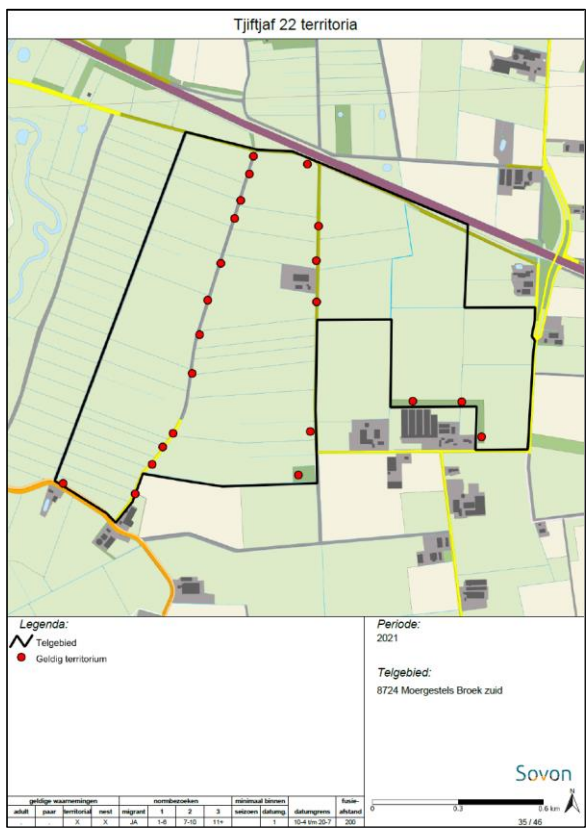 Tjiftjaf 22 territoria
Legenda:
Telgebied
Geldig territorium
Periode:
2021
Telgebied:
8724 Moergestels Broek zuid
Sovon
0 0.3 0.6 km
N
35 / 46
geldige waarnemingen normbezoeken minimaal binnen fusie-
adult paar territorial nest migrant 1 2 3 seizoen datumg. datumgrens afstand
. . X X JA 1-6 7-10 11+ . 1 10-4 t/m 20-7 200